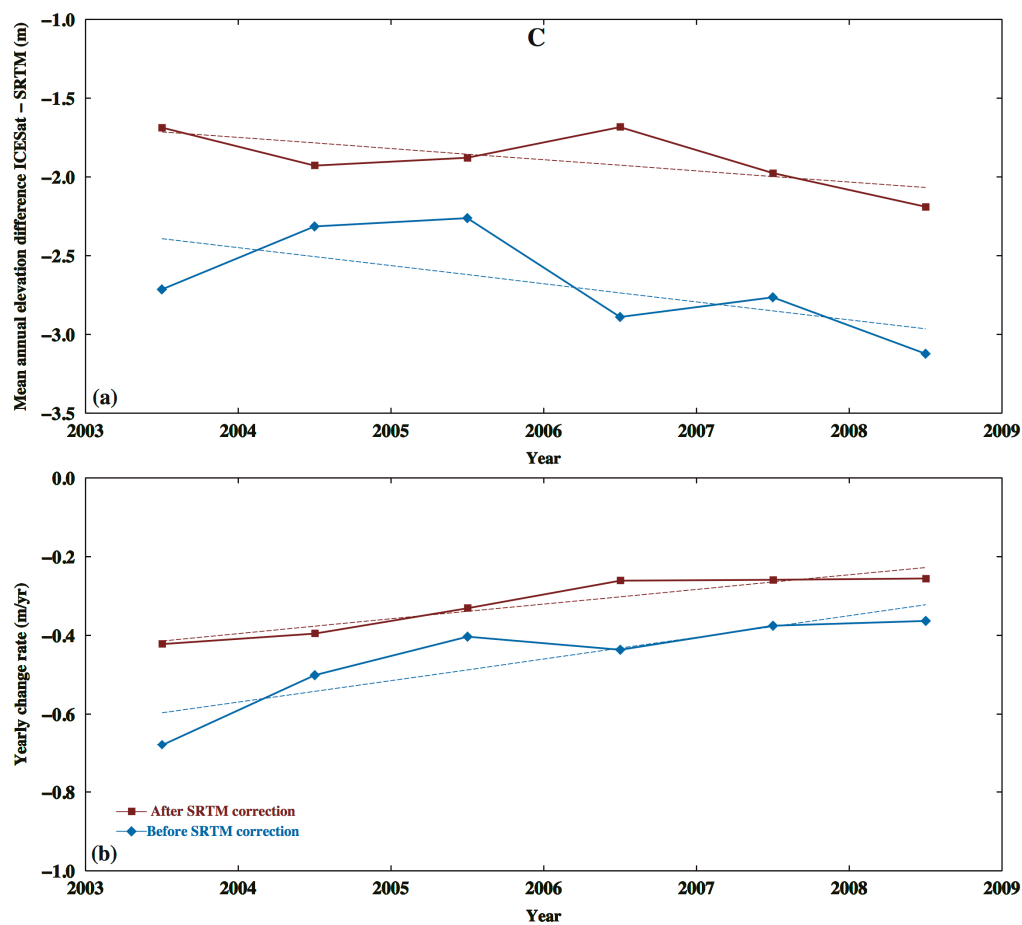 C
Mean annual elevation difference ICESat – SRTM (m)
−1.0
−1.5
−2.0
−2.5
−3.0
−3.5
(a)
2003 2004 2005 2006 2007 2008 2009
Year
Yearly change rate (m/yr)
0.0
−0.2
−0.4
−0.6
−0.8
−1.0
After SRTM correction
Before SRTM correction
(b)
2003 2004 2005 2006 2007 2008 2009
Year